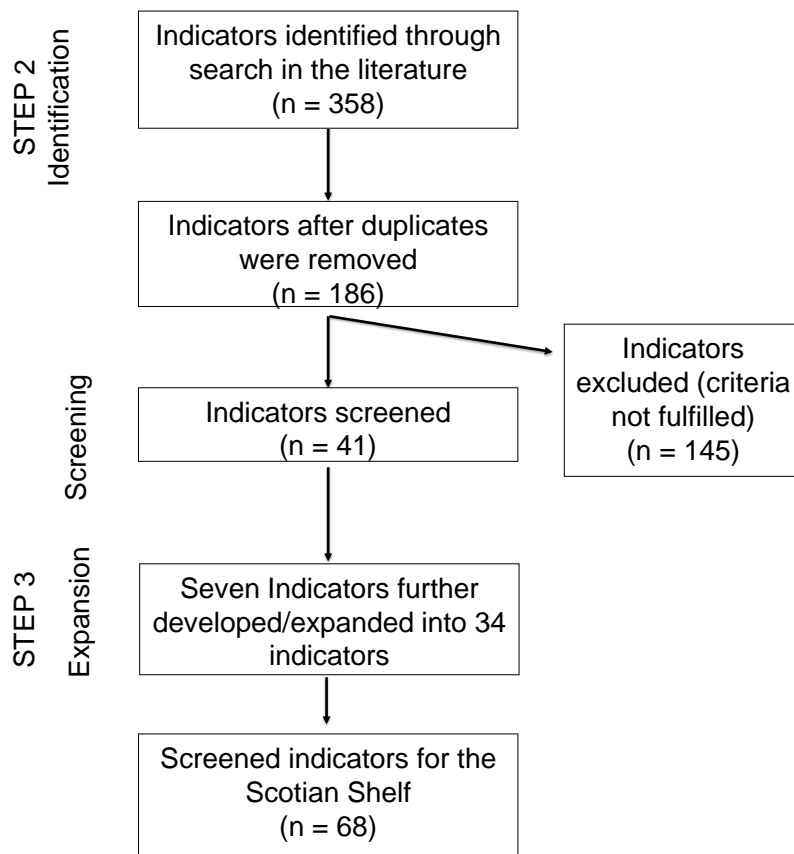 STEP 2
Identification
Indicators identified through
search in the literature
(n = 358)
Indicators after duplicates
were removed
(n = 186)
Indicators
excluded (criteria
not fulfilled)
(n = 145)
Screening
Indicators screened
(n = 41)
STEP 3
Expansion
Seven Indicators further
developed/expanded into 34
indicators
Screened indicators for the
Scotian Shelf
(n = 68)